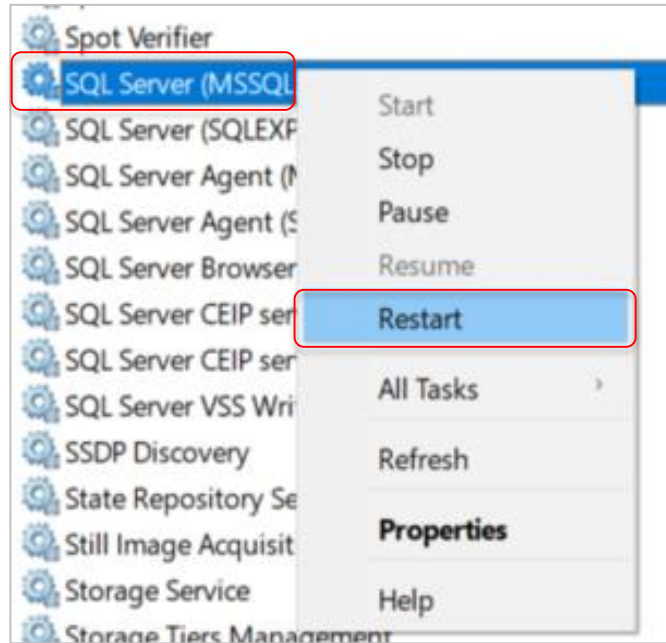 Spot Verifier
SQL Server (MSSQL
SQL Server (SQLEXP
SQL Server Agent (
SQL Server Agent (S
SQL Server Browser
SQL Server CEIP ser
SQL Server CEIP ser
SQL Server VSS Wri
SSDP Discovery
State Repository Se
Still Image Acquisit
Storage Service
Storage Tiers Management
Start
Stop
Pause
Resume
Restart
All Tasks
Refresh
Properties
Help